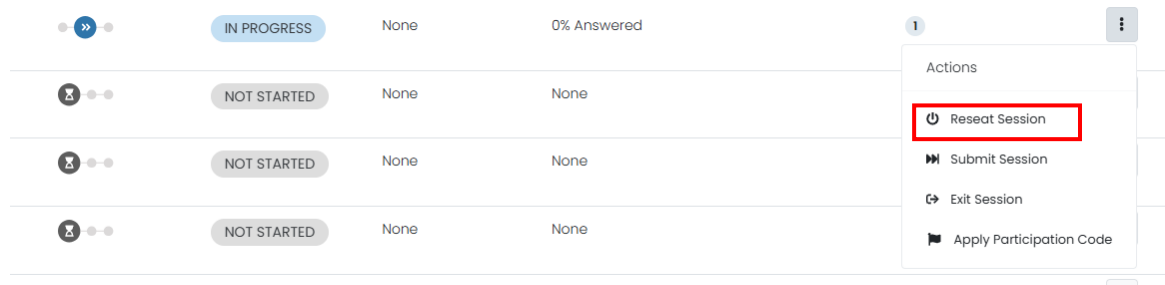 IN PROGRESS None 0% Answered 1
Actions
NOT STARTED None None
Reseat Session
NOT STARTED None None
Submit Session
Exit Session
NOT STARTED None None
Apply Participation Code